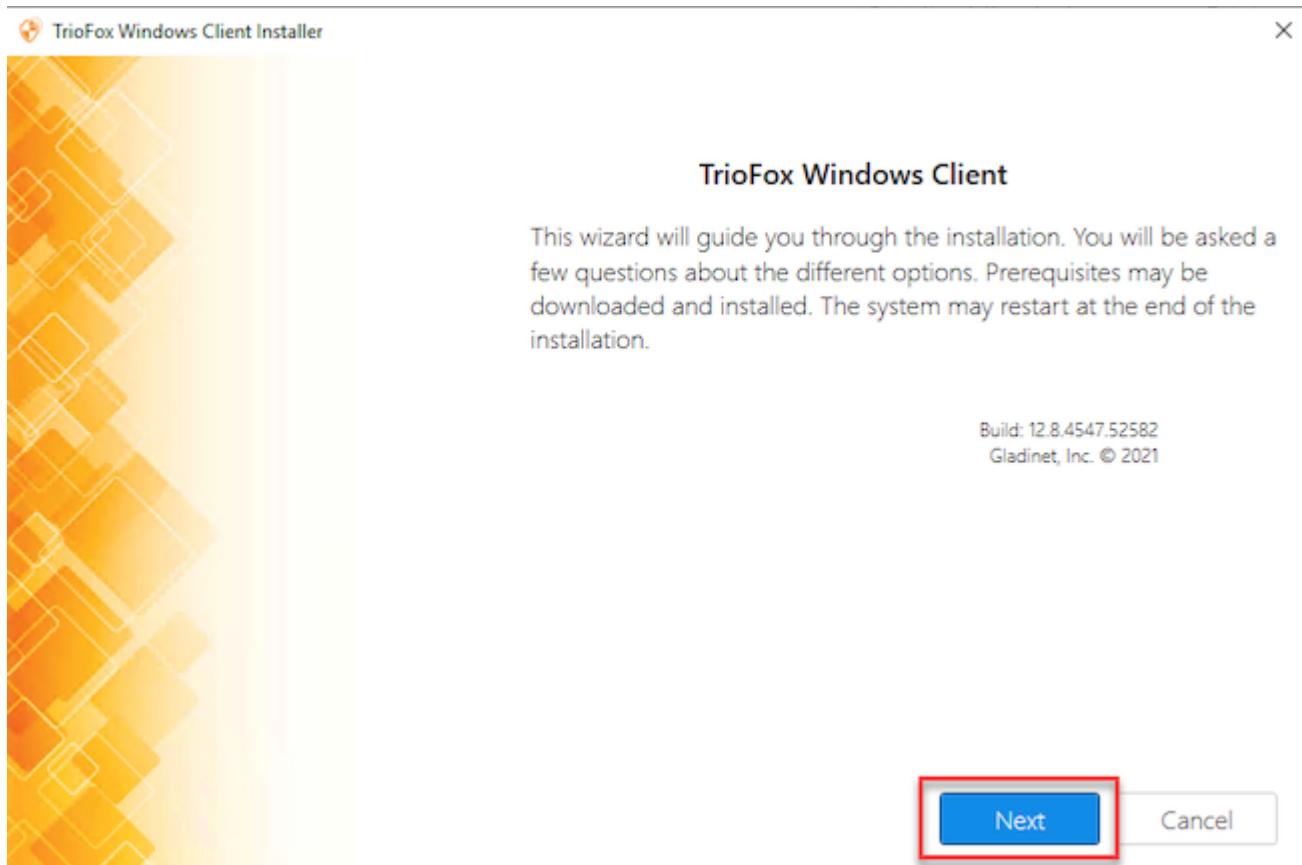 TrioFox Windows Client Installer
TrioFox Windows Client
This wizard will guide you through the installation. You will be asked a
few questions about the different options. Prerequisites may be
downloaded and installed. The system may restart at the end of the
installation.
Build: 12.8.4547.52582
Gladinet, Inc. © 2021
Next
Cancel